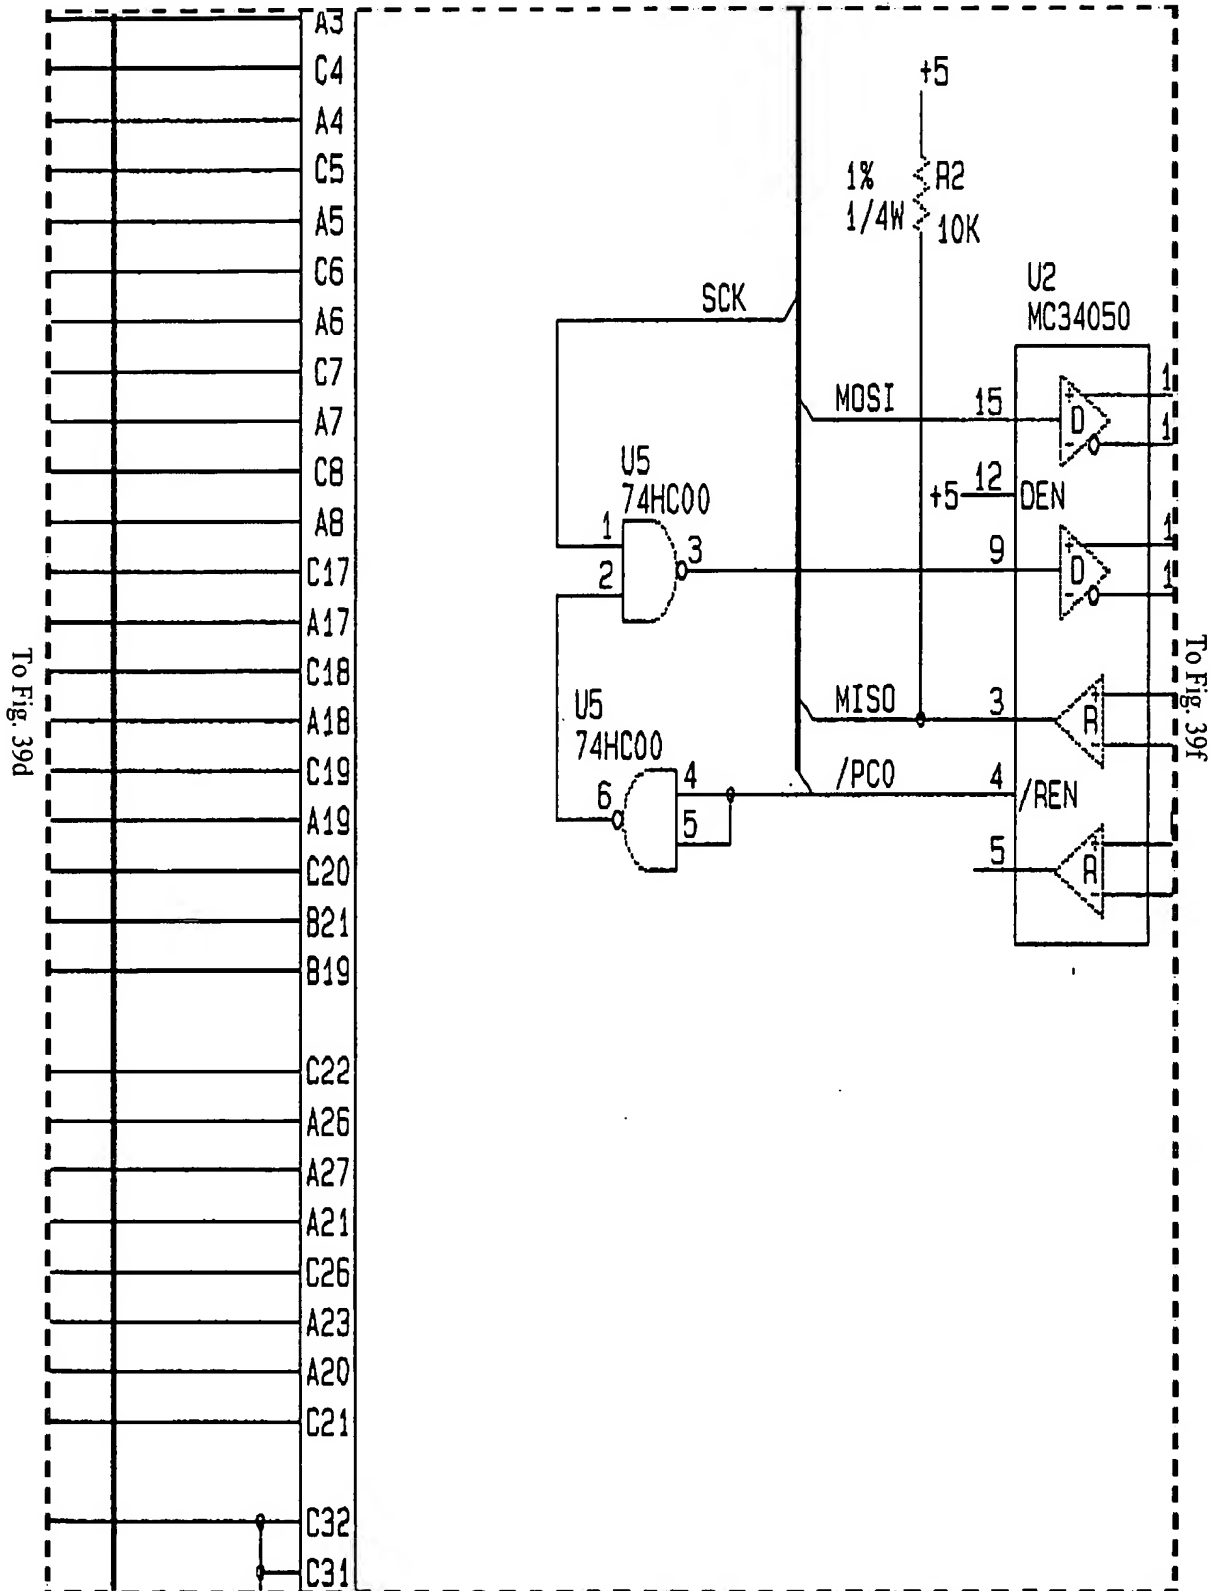 A3
C4
A4
C5
A5
C6
A6
C7
A7
C8
A8
C17
A17
C18
A18
C19
A19
C20
B21
B19
C22
A26
A27
A21
C26
A23
A20
C21
C32
C31
To Fig. 39d
+5
1%
1/4W
R2
10K
SCK
U2
MC34050
MOSI
15
+
D
-
1
1
+5
12
DEN
U5
74HC00
1
2
3
9
+
D
-
1
1
MISO
3
+
R
-
U5
74HC00
6
4
5
/PC0
4
/REN
5
+
R
-
To Fig. 39f